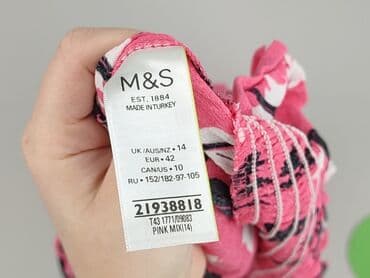 M&S
EST. 1884
MADE IN TURKEY
UK/AUS/NZ • 14
EUR • 42
CAN/US • 10
RU • 152/182-97-105
21938818
T43 1771/09083
PINK MIX(14)